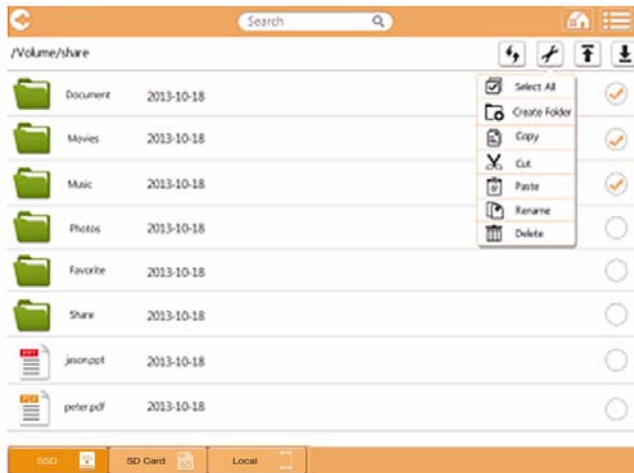 Search
/Volume/share
Select All
Document 2013-10-18
Create Folder
Movies 2013-10-18
Copy
Cut
Music 2013-10-18
Paste
Rename
Photos 2013-10-18
Delete
Favorite 2013-10-18
Share 2013-10-18
PPT
jason.ppt 2013-10-18
PDF
peter.pdf 2013-10-18
SSD SD Card Local